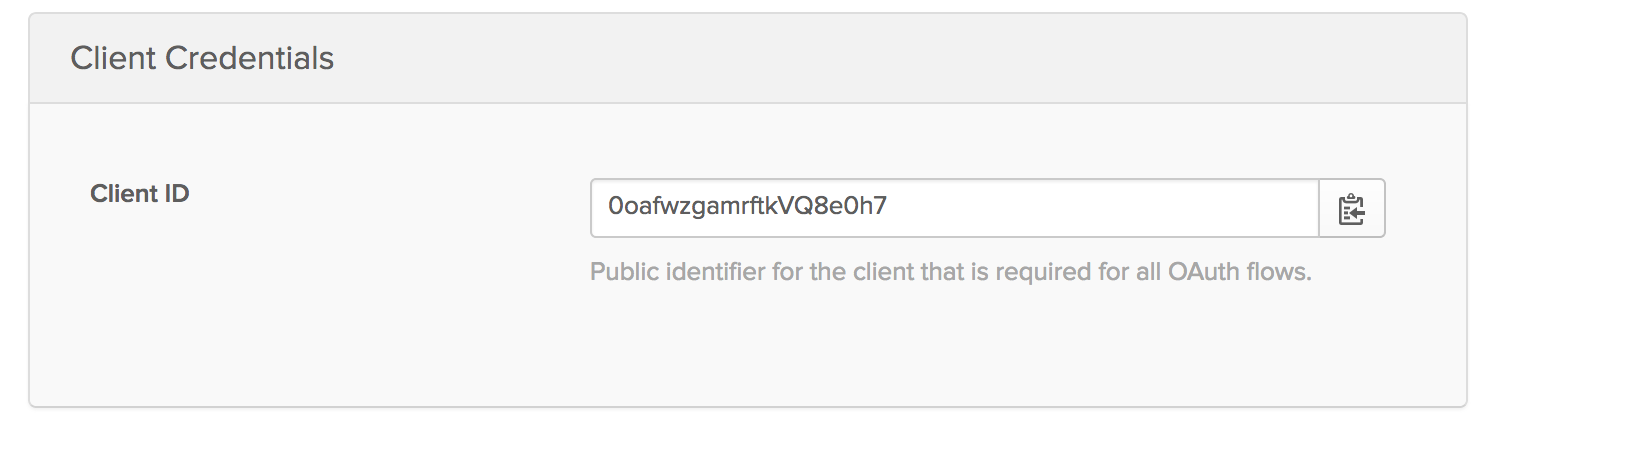 Client Credentials
Client ID
0oafwzgamrftkVQ8e0h7
Public identifier for the client that is required for all OAuth flows.